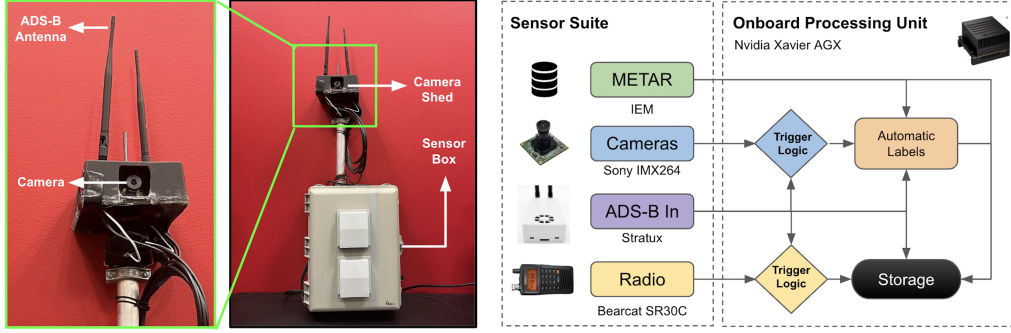 ADS-B
Antenna
Camera
Camera
Shed
Sensor
Box
Sensor Suite
METAR
IEM
Cameras
Sony IMX264
ADS-B In
Stratux
Radio
Bearcat SR30C
Onboard Processing Unit
Nvidia Xavier AGX
Trigger
Logic
Automatic
Labels
Trigger
Logic
Storage